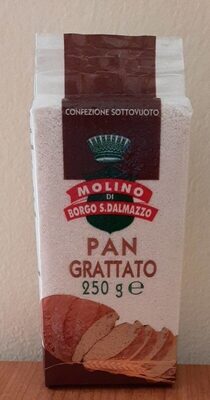 CONFEZIONE SOTTOVUOTO
MOLINO
DI
BORGO S.DALMAZZO
PAN
GRATTATO
250 g e